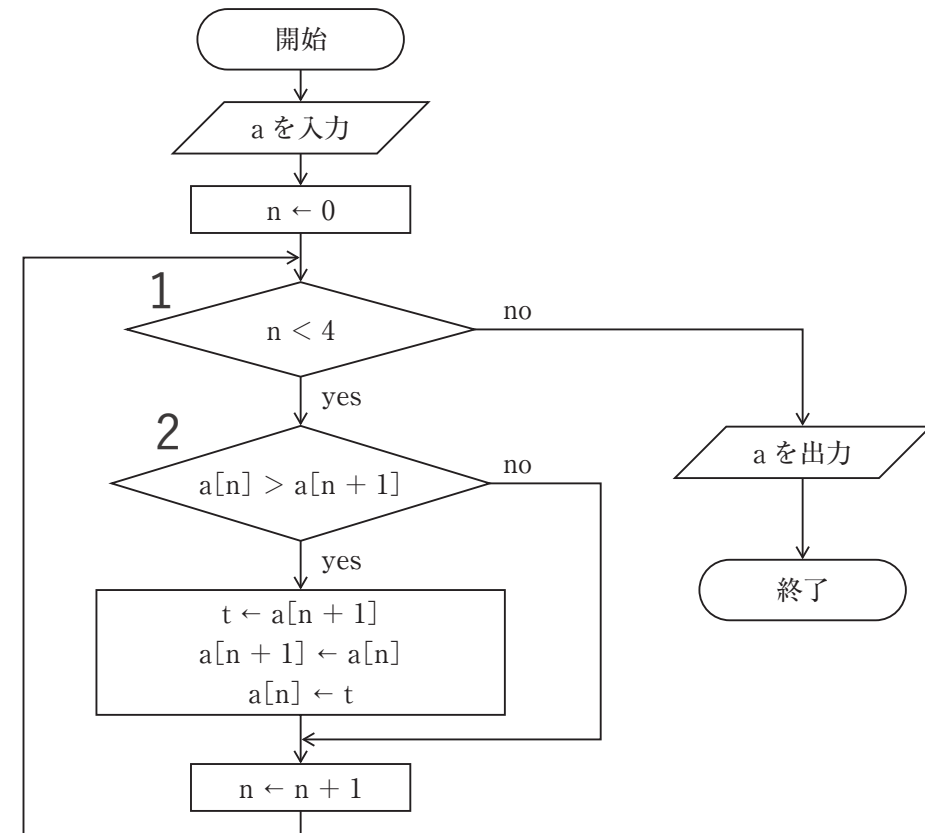 開始
a を入力
n ← 0
1
n < 4
no
yes
2
a[n] > a[n + 1]
no
a を出力
yes
終了
t ← a[n + 1]
a[n + 1] ← a[n]
a[n] ← t
n ← n + 1